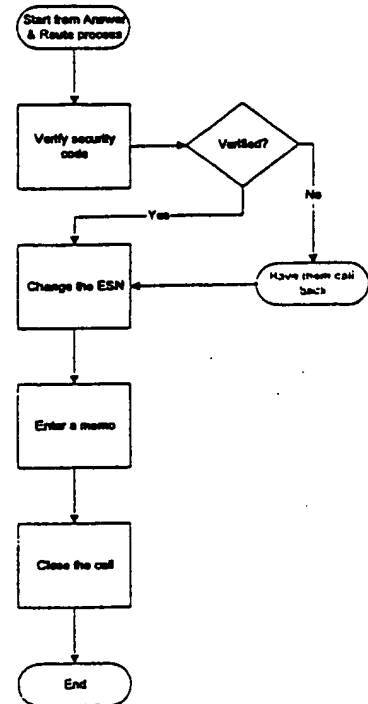 Start from Answer
& Route process
Verify security
code
Verified?
No
Yes
Have them call
back
Change the ESN
Enter a memo
Close the call
End